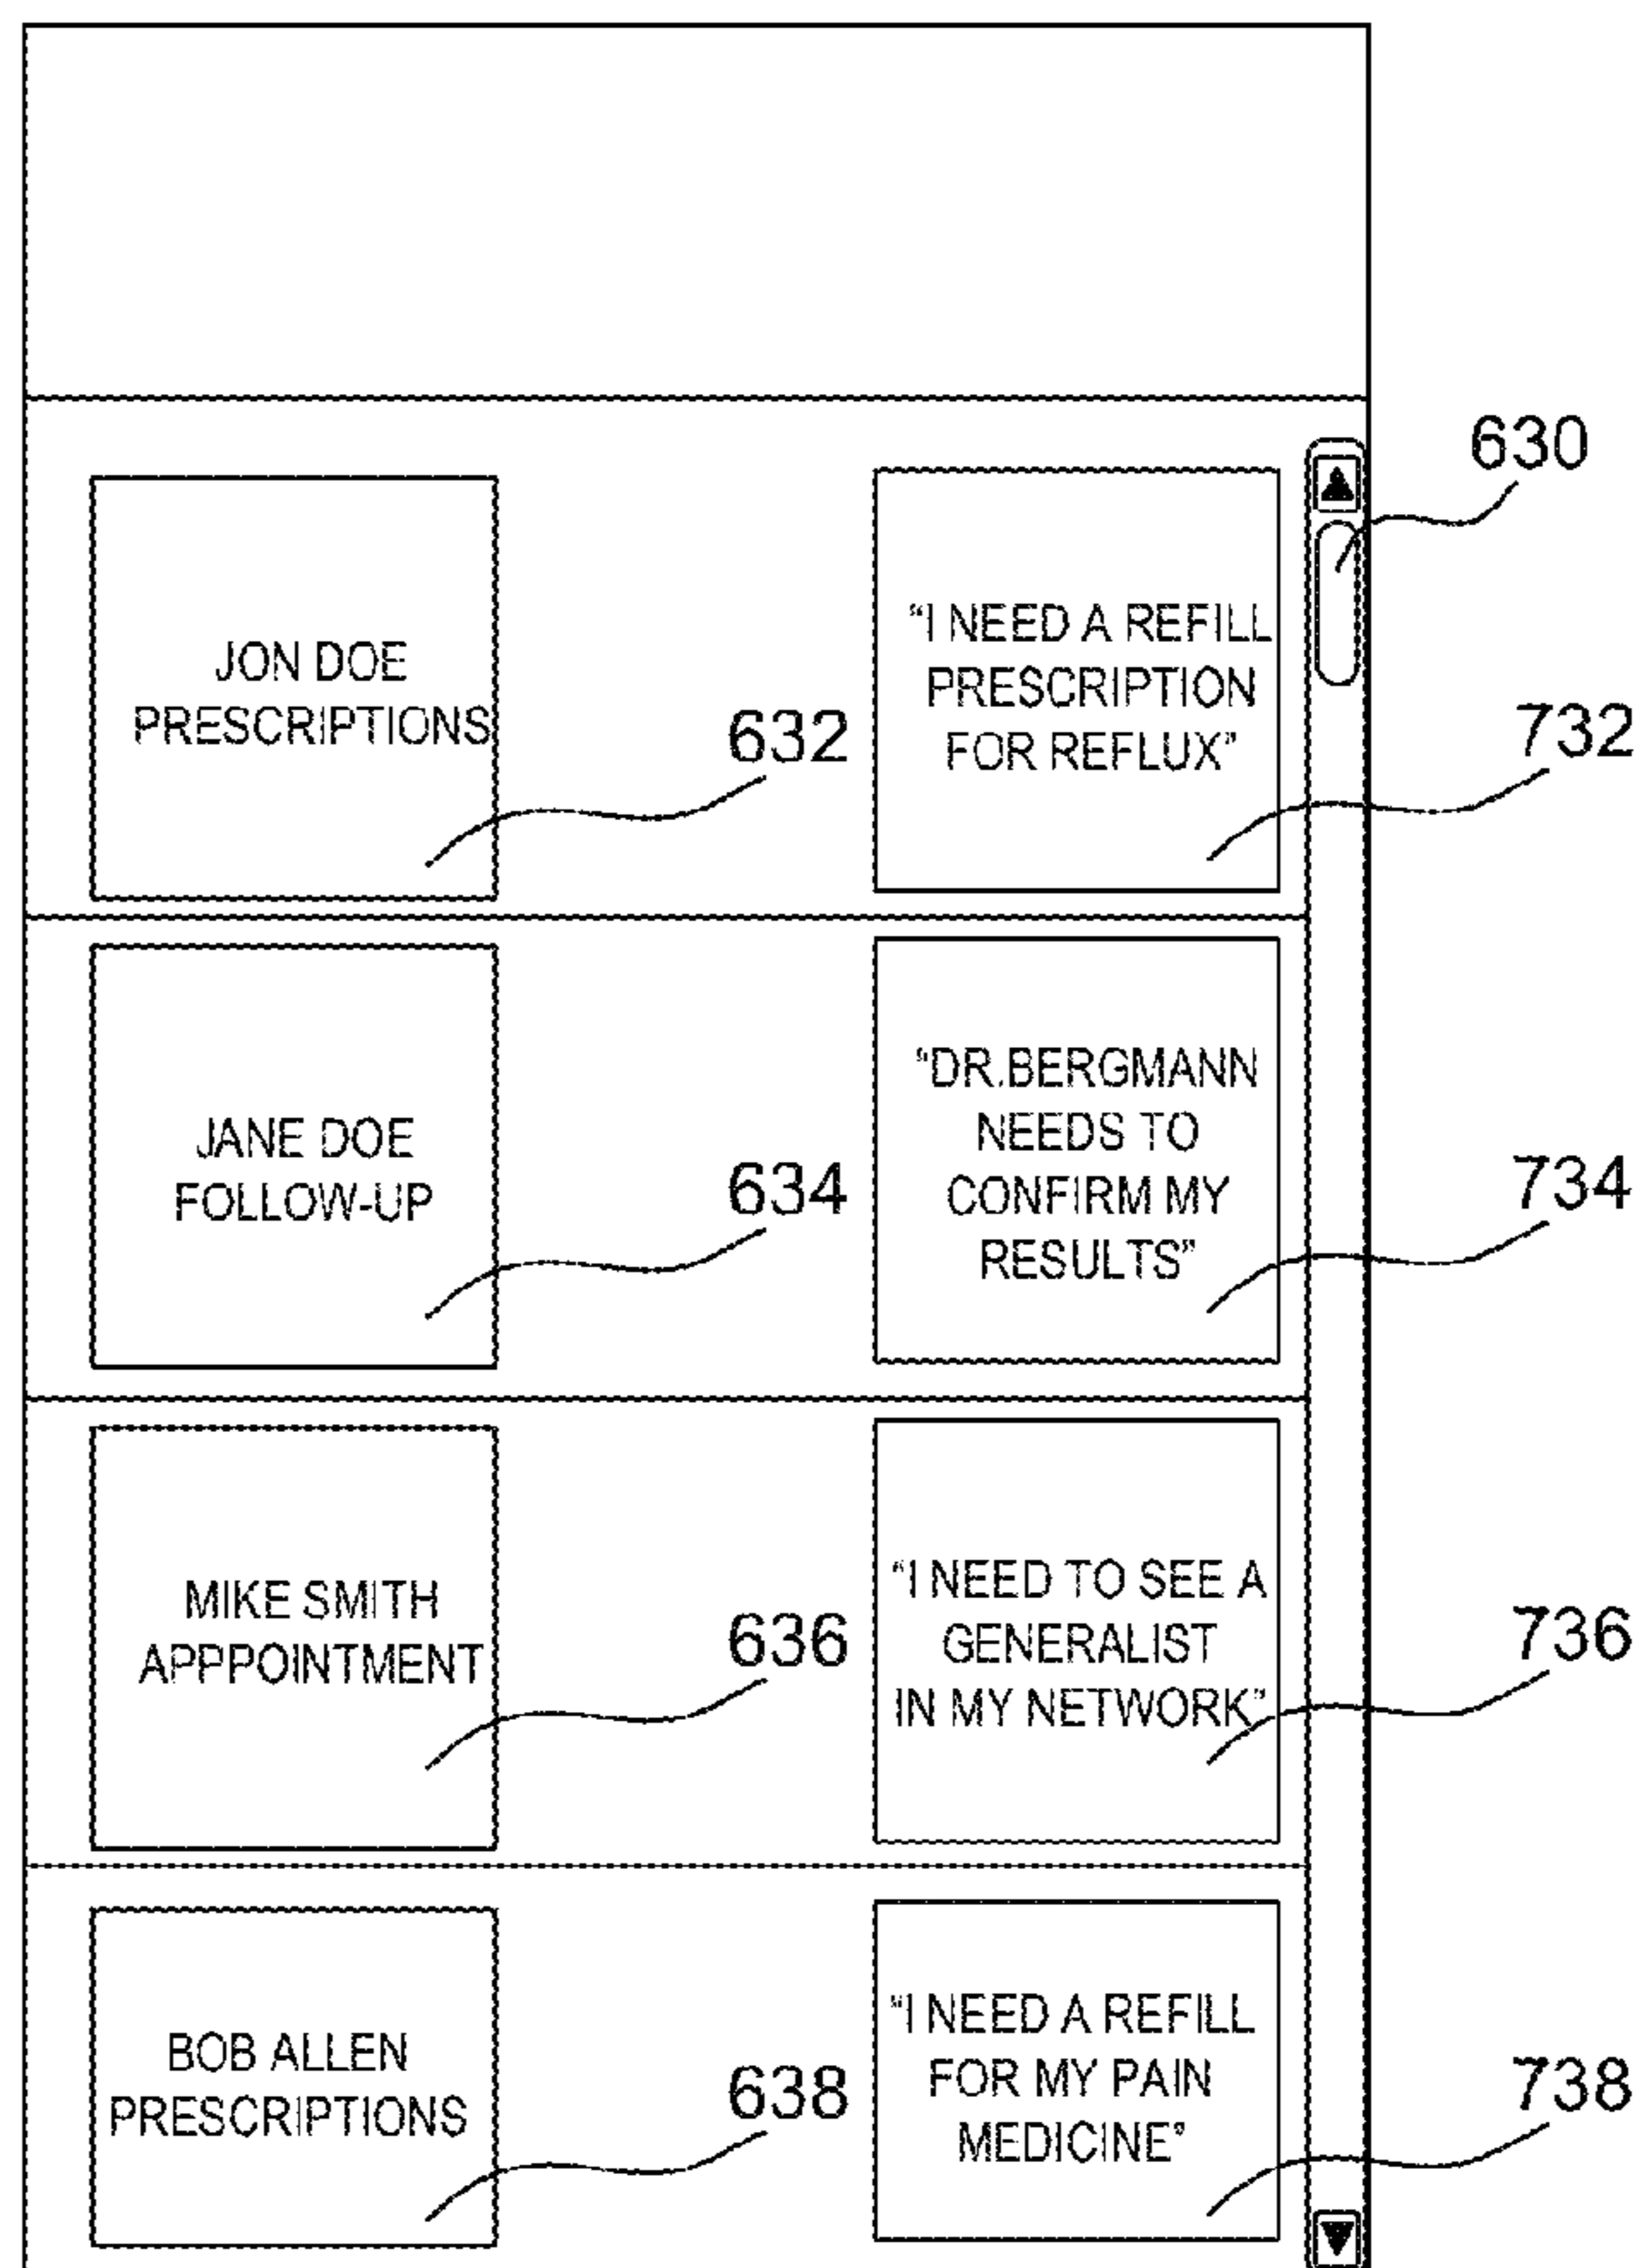 630
JON DOE
PRESCRIPTIONS
632
"I NEED A REFILL
PRESCRIPTION
FOR REFLUX"
732
JANE DOE
FOLLOW-UP
634
"DR.BERGMANN
NEEDS TO
CONFIRM MY
RESULTS"
734
MIKE SMITH
APPPOINTMENT
636
"I NEED TO SEE A
GENERALIST
IN MY NETWORK"
736
BOB ALLEN
PRESCRIPTIONS
638
"I NEED A REFILL
FOR MY PAIN
MEDICINE"
738